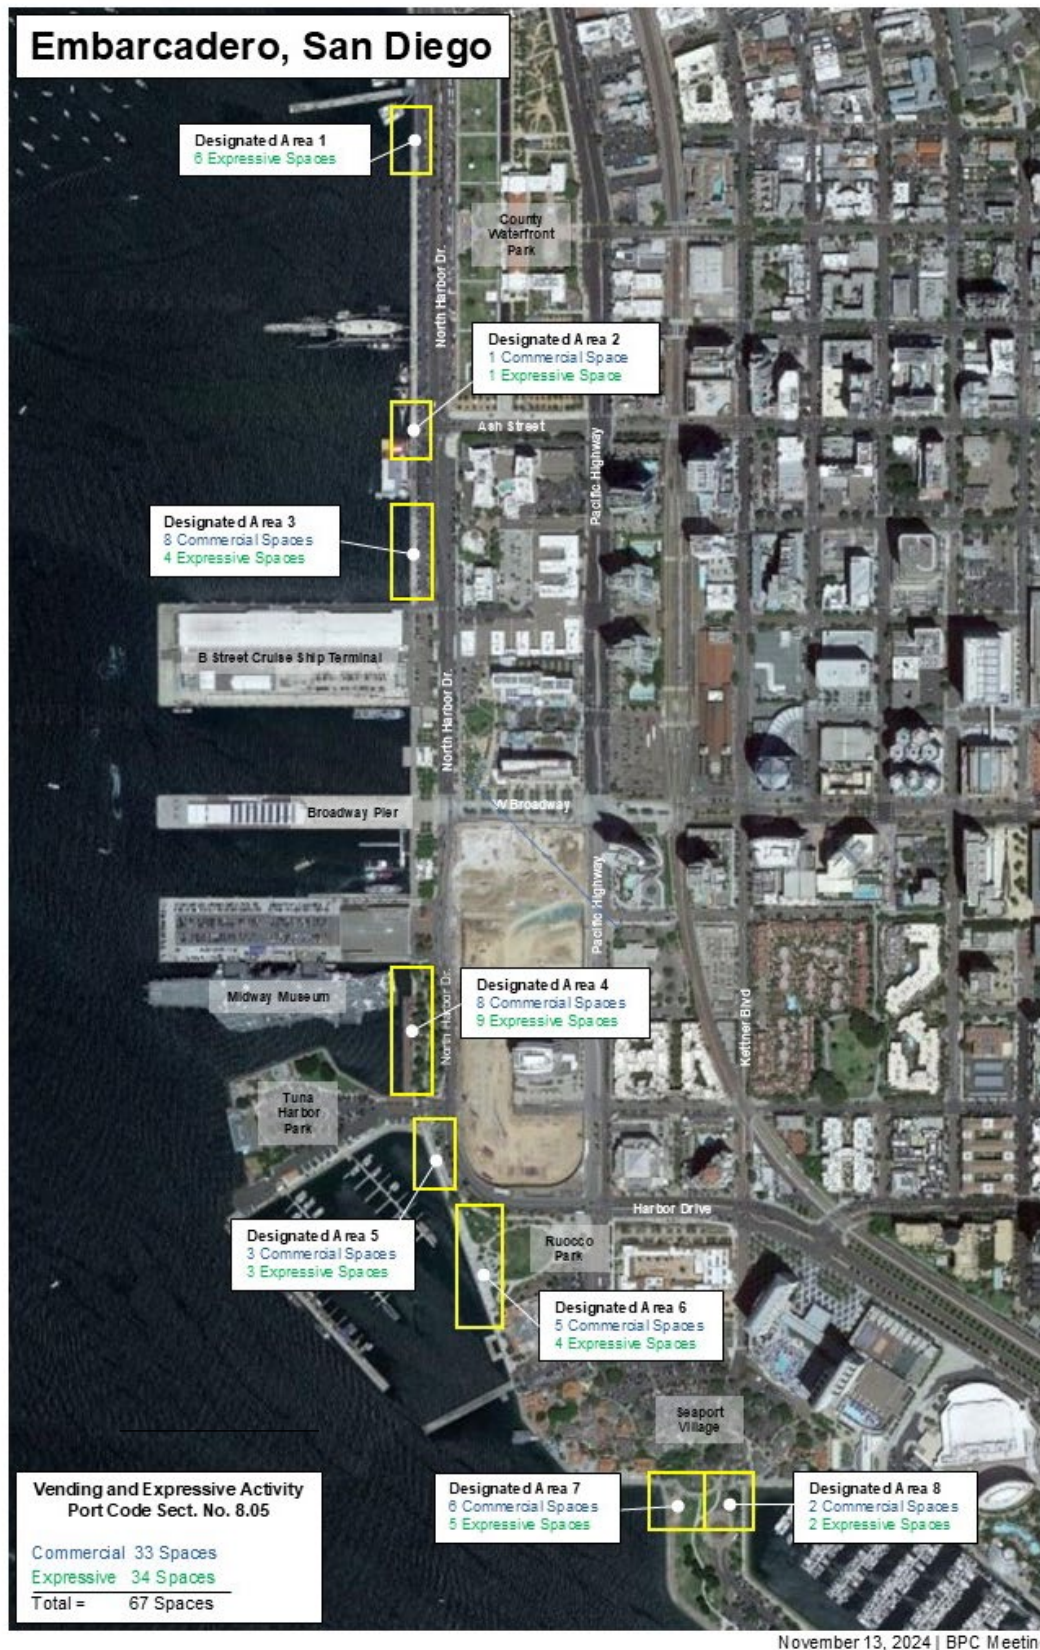 Embarcadero, San Diego
Designated Area 1
6 Expressive Spaces
County
Waterfront
Park
North Harbor Dr.
Designated Area 2
1 Commercial Space
1 Expressive Space
Ash Street
Pacific Highway
Designated Area 3
8 Commercial Spaces
4 Expressive Spaces
B Street Cruise Ship Terminal
North Harbor Dr.
W Broadway
Broadway Pier
Pacific Highway
Midway Museum
North Harbor Dr.
Designated Area 4
8 Commercial Spaces
9 Expressive Spaces
Kettner Blvd
Tuna
Harbor
Park
Harbor Drive
Designated Area 5
3 Commercial Spaces
3 Expressive Spaces
Ruocco
Park
Designated Area 6
5 Commercial Spaces
4 Expressive Spaces
Seaport
Village
Designated Area 7
6 Commercial Spaces
5 Expressive Spaces
Designated Area 8
2 Commercial Spaces
2 Expressive Spaces
Vending and Expressive Activity
Port Code Sect. No. 8.05
Commercial 33 Spaces
Expressive 34 Spaces
Total = 67 Spaces
November 13, 2024 | BPC Meetin